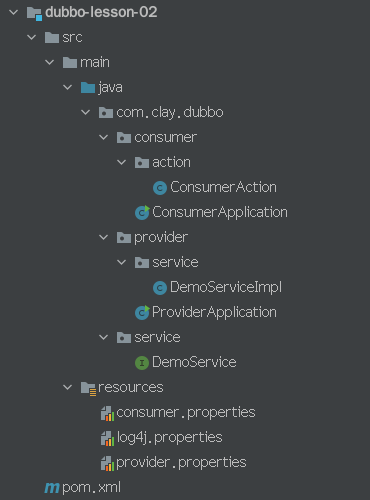 dubbo-lesson-02
src
main
java
com.clay.dubbo
consumer
action
ConsumerAction
ConsumerApplication
provider
service
DemoServiceImpl
ProviderApplication
service
DemoService
resources
consumer.properties
log4j.properties
provider.properties
pom.xml